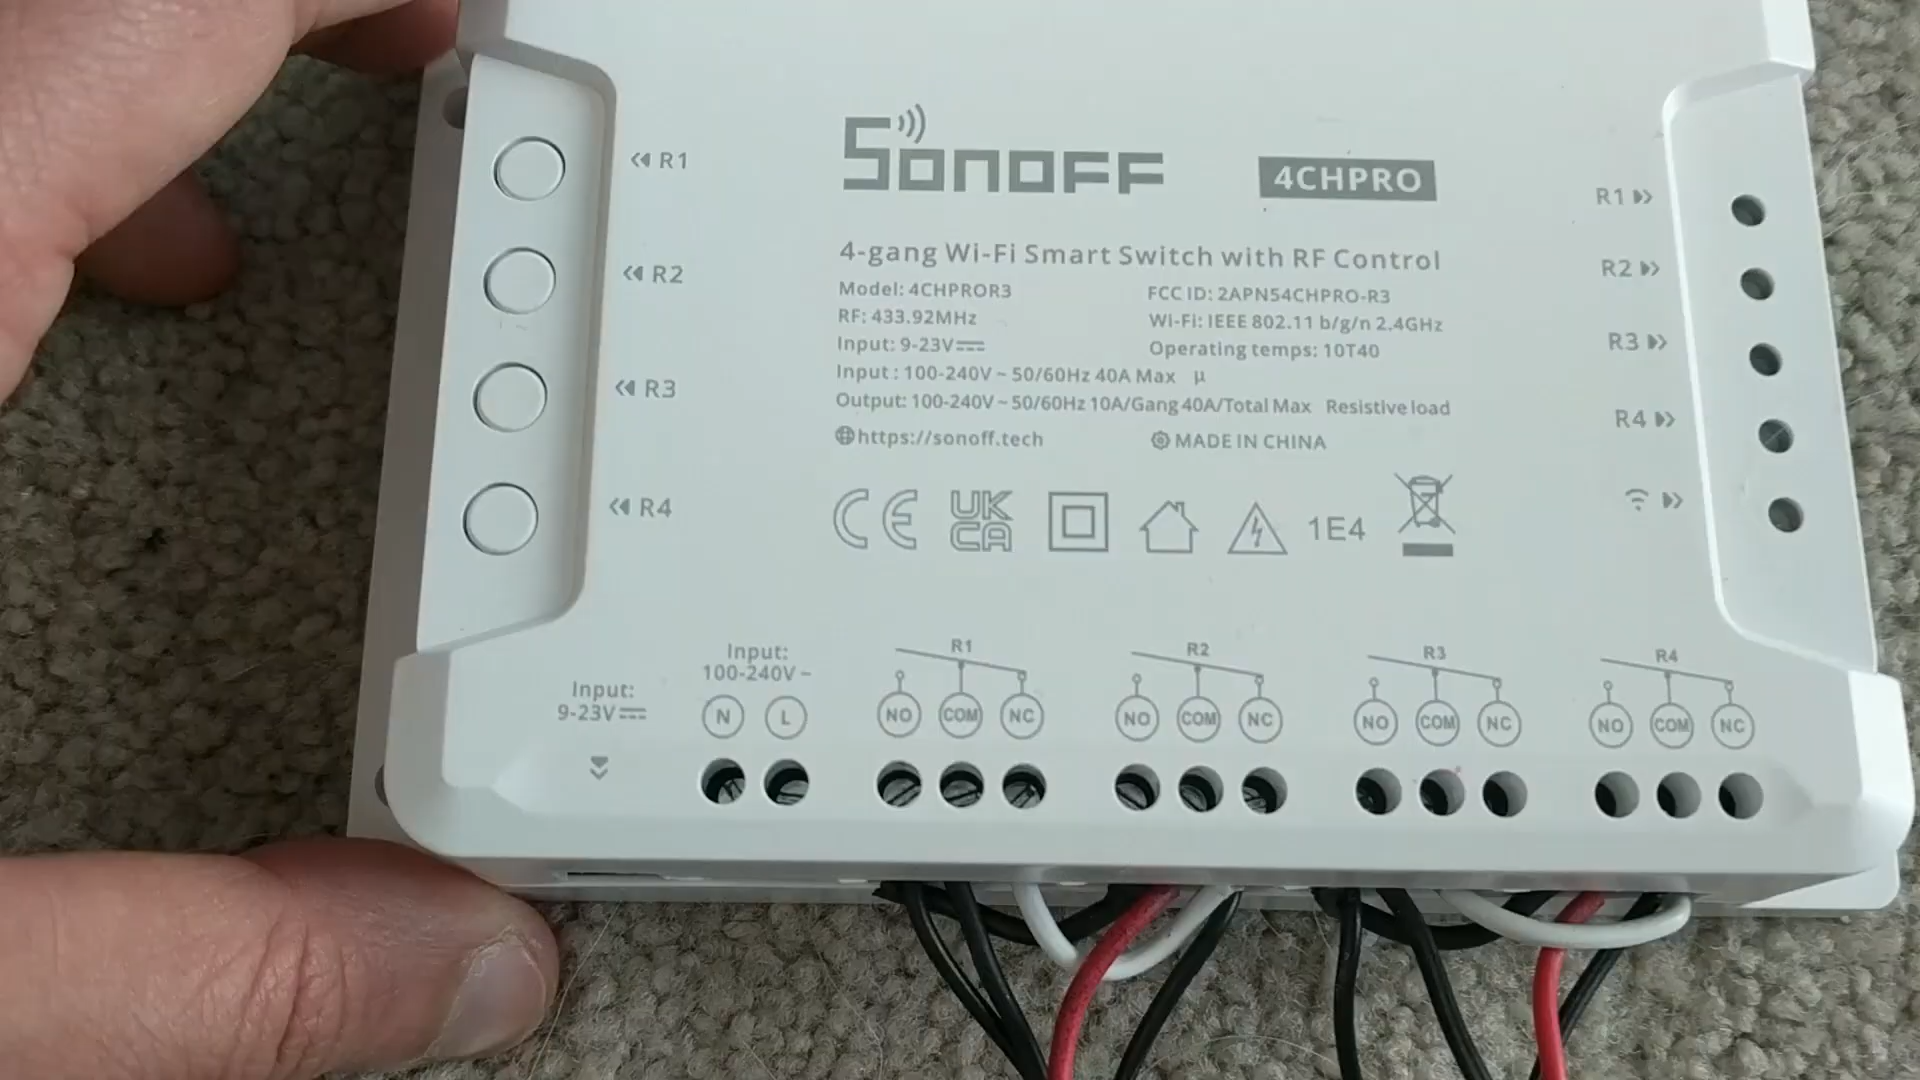 SONOFF 4CHPRO
4-gang Wi-Fi Smart Switch with RF Control
Model: 4CHPROR3 FCC ID: 2APN54CHPRO-R3
RF: 433.92MHz Wi-Fi: IEEE 802.11 b/g/n 2.4GHz
Input: 9-23V⎓ Operating temps: 10T40
Input : 100-240V ~ 50/60Hz 40A Max μ
Output: 100-240V ~ 50/60Hz 10A/Gang 40A/Total Max Resistive load
https://sonoff.tech MADE IN CHINA
CE UK CA 1E4
R1
R2
R3
R4
R1
R2
R3
R4
Input:
9-23V⎓
Input:
100-240V ~
N L
R1
NO COM NC
R2
NO COM NC
R3
NO COM NC
R4
NO COM NC